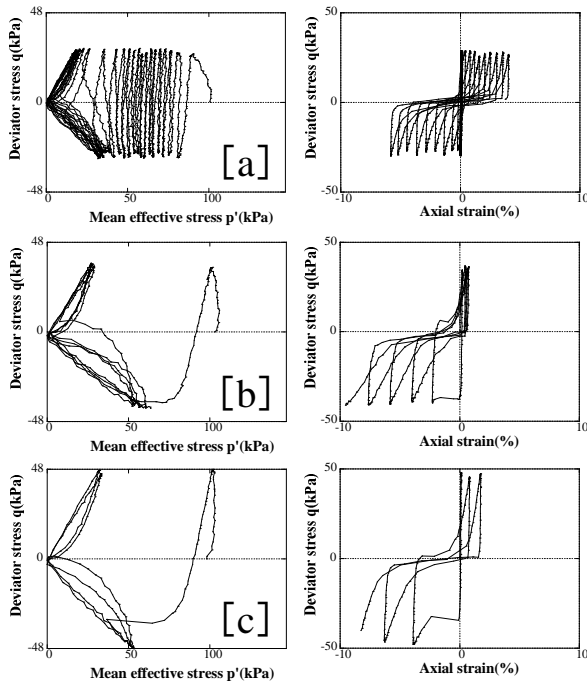 Deviator stress q(kPa)
48
0
-48
0
50
100
Mean effective stress p'(kPa)
[a]
Deviator stress q(kPa)
50
0
-50
-10
0
10
Axial strain(%)
Deviator stress q(kPa)
48
0
-48
0
50
100
Mean effective stress p'(kPa)
[b]
Deviator stress q(kPa)
50
0
-50
-10
0
10
Axial strain(%)
Deviator stress q(kPa)
48
0
-48
0
50
100
Mean effective stress p'(kPa)
[c]
Deviator stress q(kPa)
50
0
-50
-10
0
10
Axial strain(%)